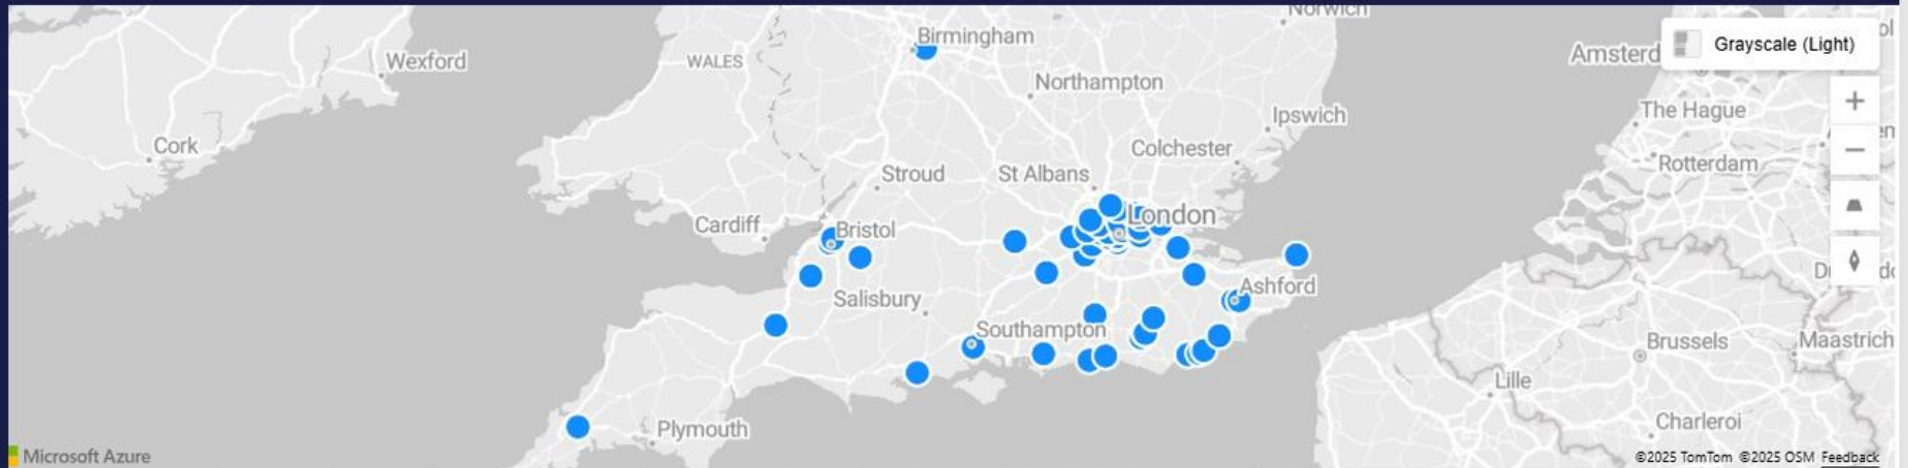 Norwich
Birmingham
Wexford
WALES
Amsterd
Grayscale (Light)
Northampton
The Hague
Ipswich
Cork
Colchester
Rotterdam
Stroud
St Albans
London
Cardiff
Bristol
Ashford
Salisbury
Southampton
Brussels
Maastrich
Lille
Charleroi
Plymouth
Microsoft Azure
©2025 TomTom ©2025 OSM Feedback